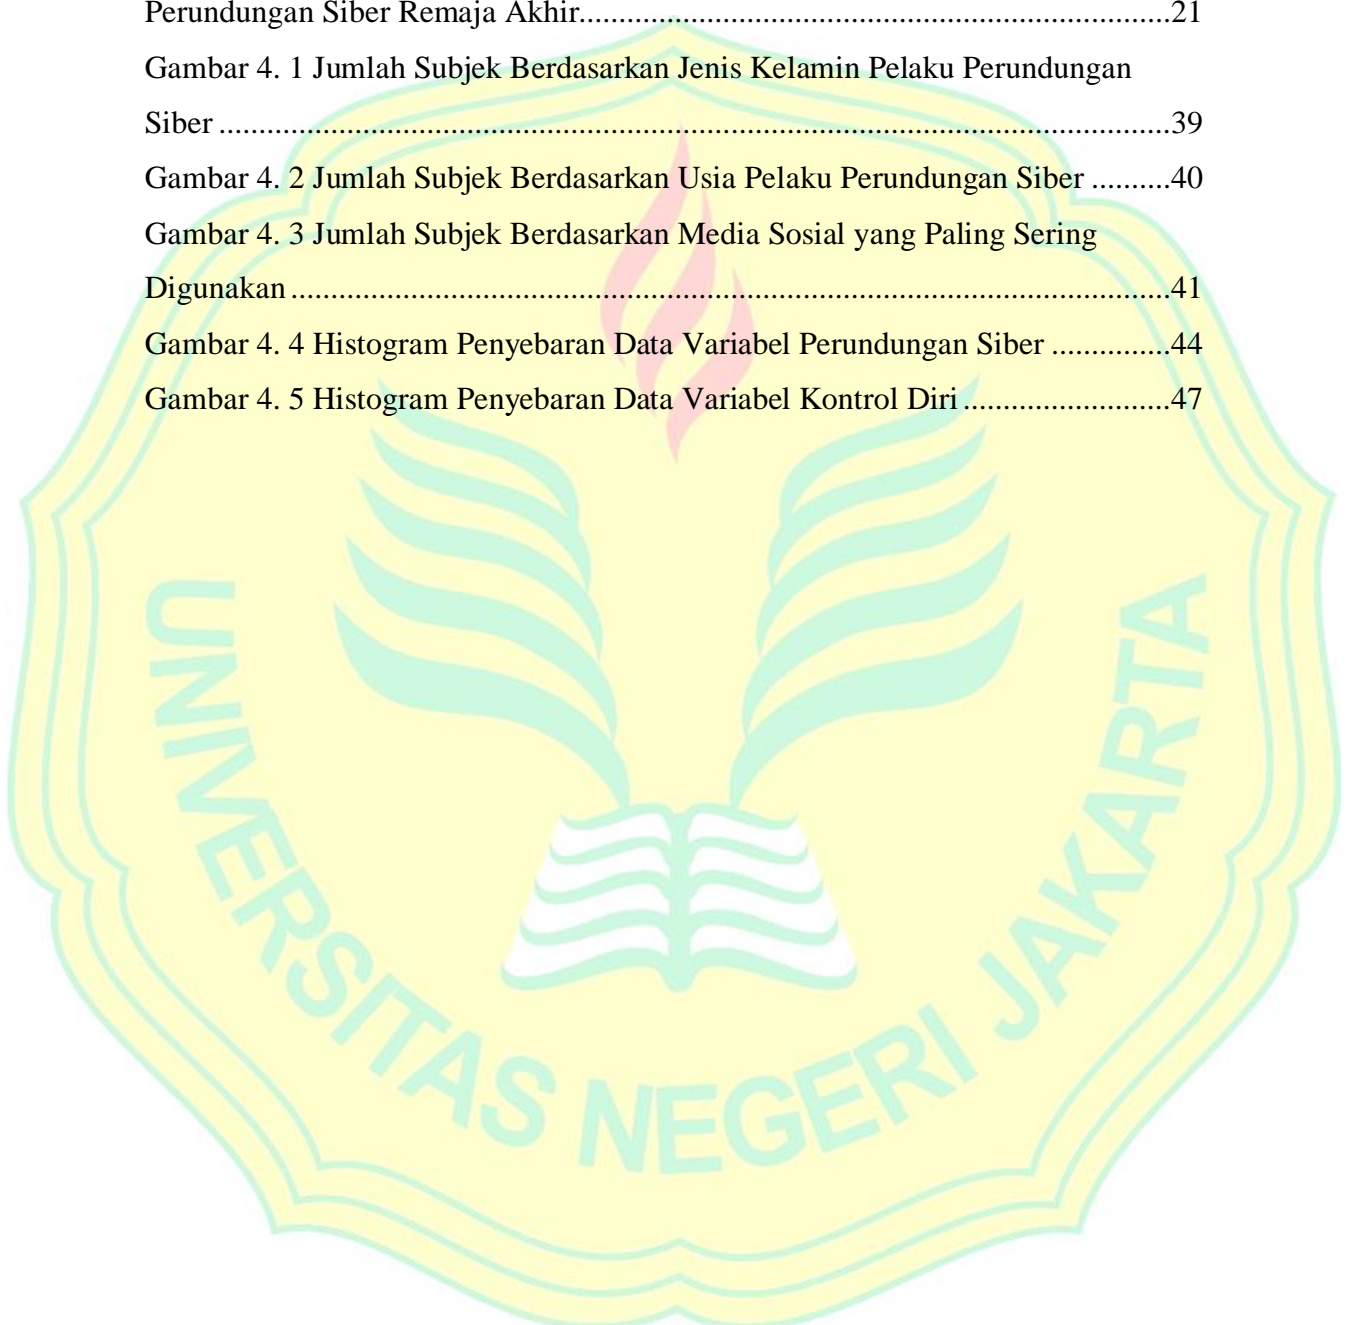 Perundungan Siber Remaja Akhir..........................................................................21
Gambar 4. 1 Jumlah Subjek Berdasarkan Jenis Kelamin Pelaku Perundungan
Siber ........................................................................................................................39
Gambar 4. 2 Jumlah Subjek Berdasarkan Usia Pelaku Perundungan Siber ..........40
Gambar 4. 3 Jumlah Subjek Berdasarkan Media Sosial yang Paling Sering
Digunakan ...............................................................................................................41
Gambar 4. 4 Histogram Penyebaran Data Variabel Perundungan Siber ...............44
Gambar 4. 5 Histogram Penyebaran Data Variabel Kontrol Diri ..........................47
UNIVERSITAS NEGERI JAKARTA